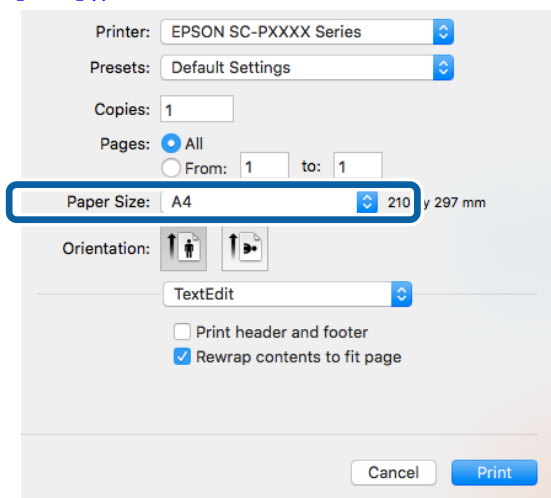 Printer: EPSON SC-PXXXX Series
Presets: Default Settings
Copies: 1
Pages: All
From: 1 to: 1
Paper Size: A4 210 y 297 mm
Orientation:
TextEdit
Print header and footer
Rewrap contents to fit page
Cancel Print